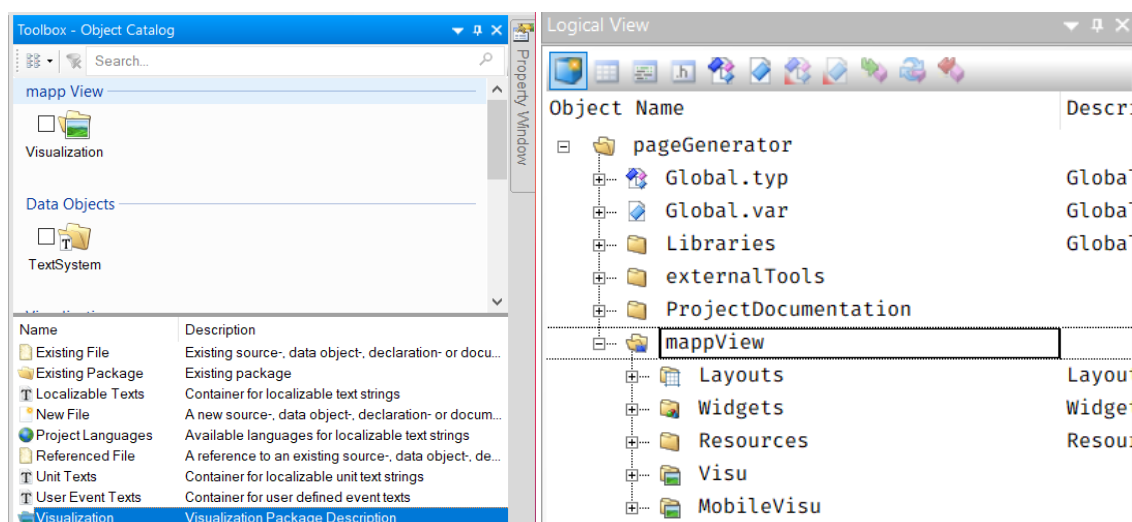 Toolbox - Object Catalog
Search...
mapp View
Visualization
Data Objects
T
TextSystem
Name Description
Existing File Existing source-, data object-, declaration- or docu...
Existing Package Existing package
T Localizable Texts Container for localizable text strings
New File A new source-, data object-, declaration- or docum...
Project Languages Available languages for localizable text strings
Referenced File A reference to an existing source-, data object-, de...
T Unit Texts Container for localizable unit text strings
T User Event Texts Container for user defined event texts
Visualization Visualization Package Description
Property Window
Logical View
.h
Object Name Descri
pageGenerator
Global.typ Global
Global.var Global
Libraries Global
externalTools
ProjectDocumentation
mappView
Layouts Layou
Widgets Widge
Resources Resou
Visu
MobileVisu